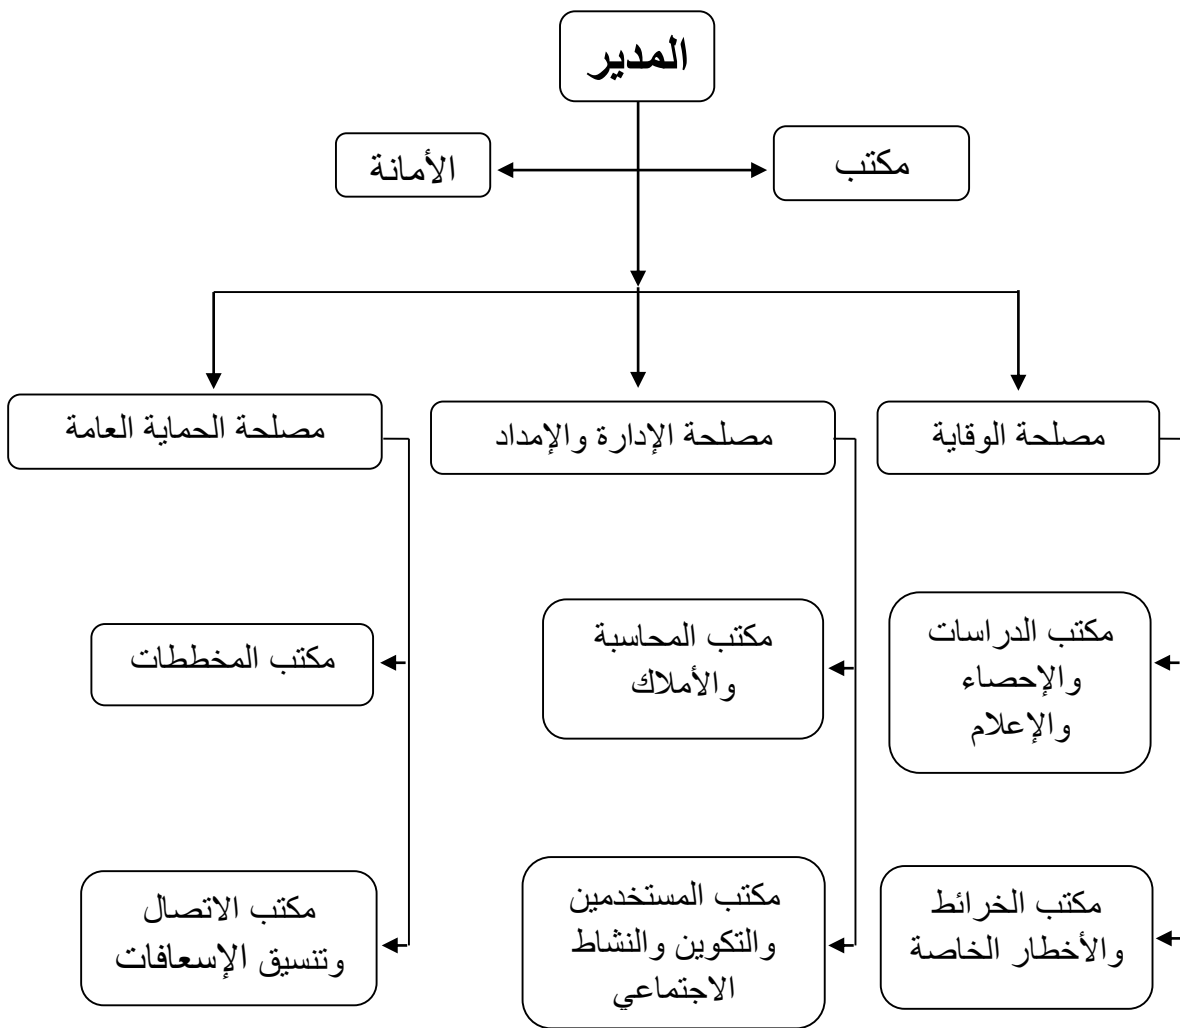 المدير
مكتب
الأمانة
مصلحة الوقاية
مصلحة الإدارة والإمداد
مصلحة الحماية العامة
مكتب الدراسات
والإحصاء
والإعلام
مكتب المحاسبة
والأملاك
مكتب المخططات
مكتب الخرائط
والأخطار الخاصة
مكتب المستخدمين
والتكوين والنشاط
الاجتماعي
مكتب الاتصال
وتنسيق الإسعافات